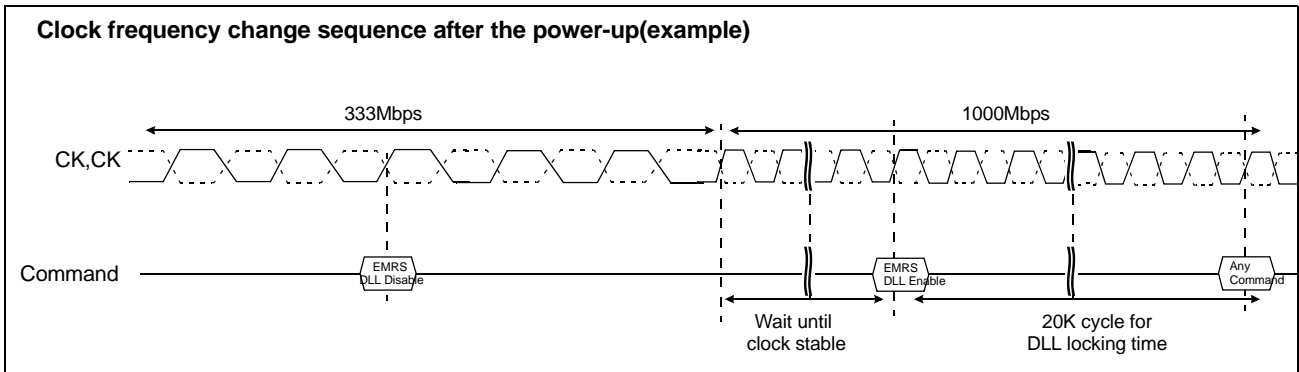 Clock frequency change sequence after the power-up(example)
333Mbps
1000Mbps
CK,CK
Command
EMRS
DLL Disable
EMRS
DLL Enable
Any
Command
Wait until
clock stable
20K cycle for
DLL locking time